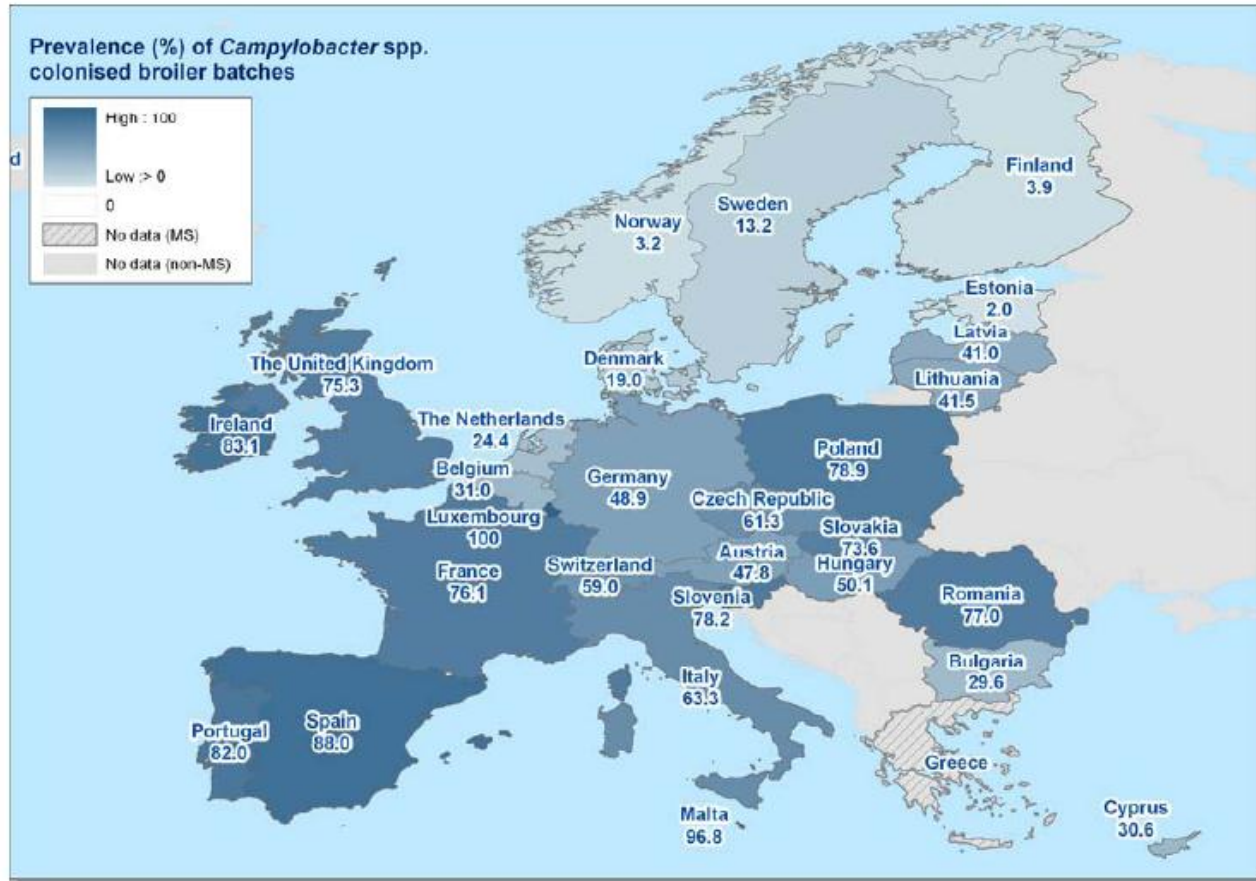 Prevalence (%) of Campylobacter spp.
colonised broiler batches
High : 100
Low :> 0
0
No data (MS)
No data (non-MS)
d
Finland
3.9
Sweden
13.2
Norway
3.2
Estonia
2.0
Latvia
41.0
Lithuania
41.5
Denmark
19.0
The United Kingdom
75.3
Ireland
83.1
The Netherlands
24.4
Belgium
31.0
Germany
48.9
Poland
78.9
Czech Republic
61.3
Luxembourg
100
Slovakia
73.6
Austria
47.8
Hungary
50.1
France
76.1
Switzerland
59.0
Slovenia
78.2
Romania
77.0
Bulgaria
29.6
Italy
63.3
Portugal
82.0
Spain
88.0
Greece
Malta
96.8
Cyprus
30.6